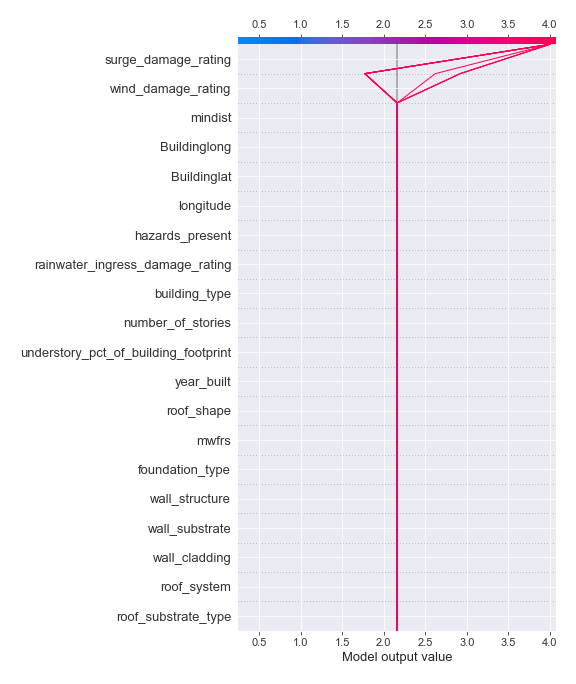 0.5 1.0 1.5 2.0 2.5 3.0 3.5 4.0
surge_damage_rating
wind_damage_rating
mindist
Buildinglong
Buildinglat
longitude
hazards_present
rainwater_ingress_damage_rating
building_type
number_of_stories
understory_pct_of_building_footprint
year_built
roof_shape
mwfrs
foundation_type
wall_structure
wall_substrate
wall_cladding
roof_system
roof_substrate_type
0.5 1.0 1.5 2.0 2.5 3.0 3.5 4.0
Model output value